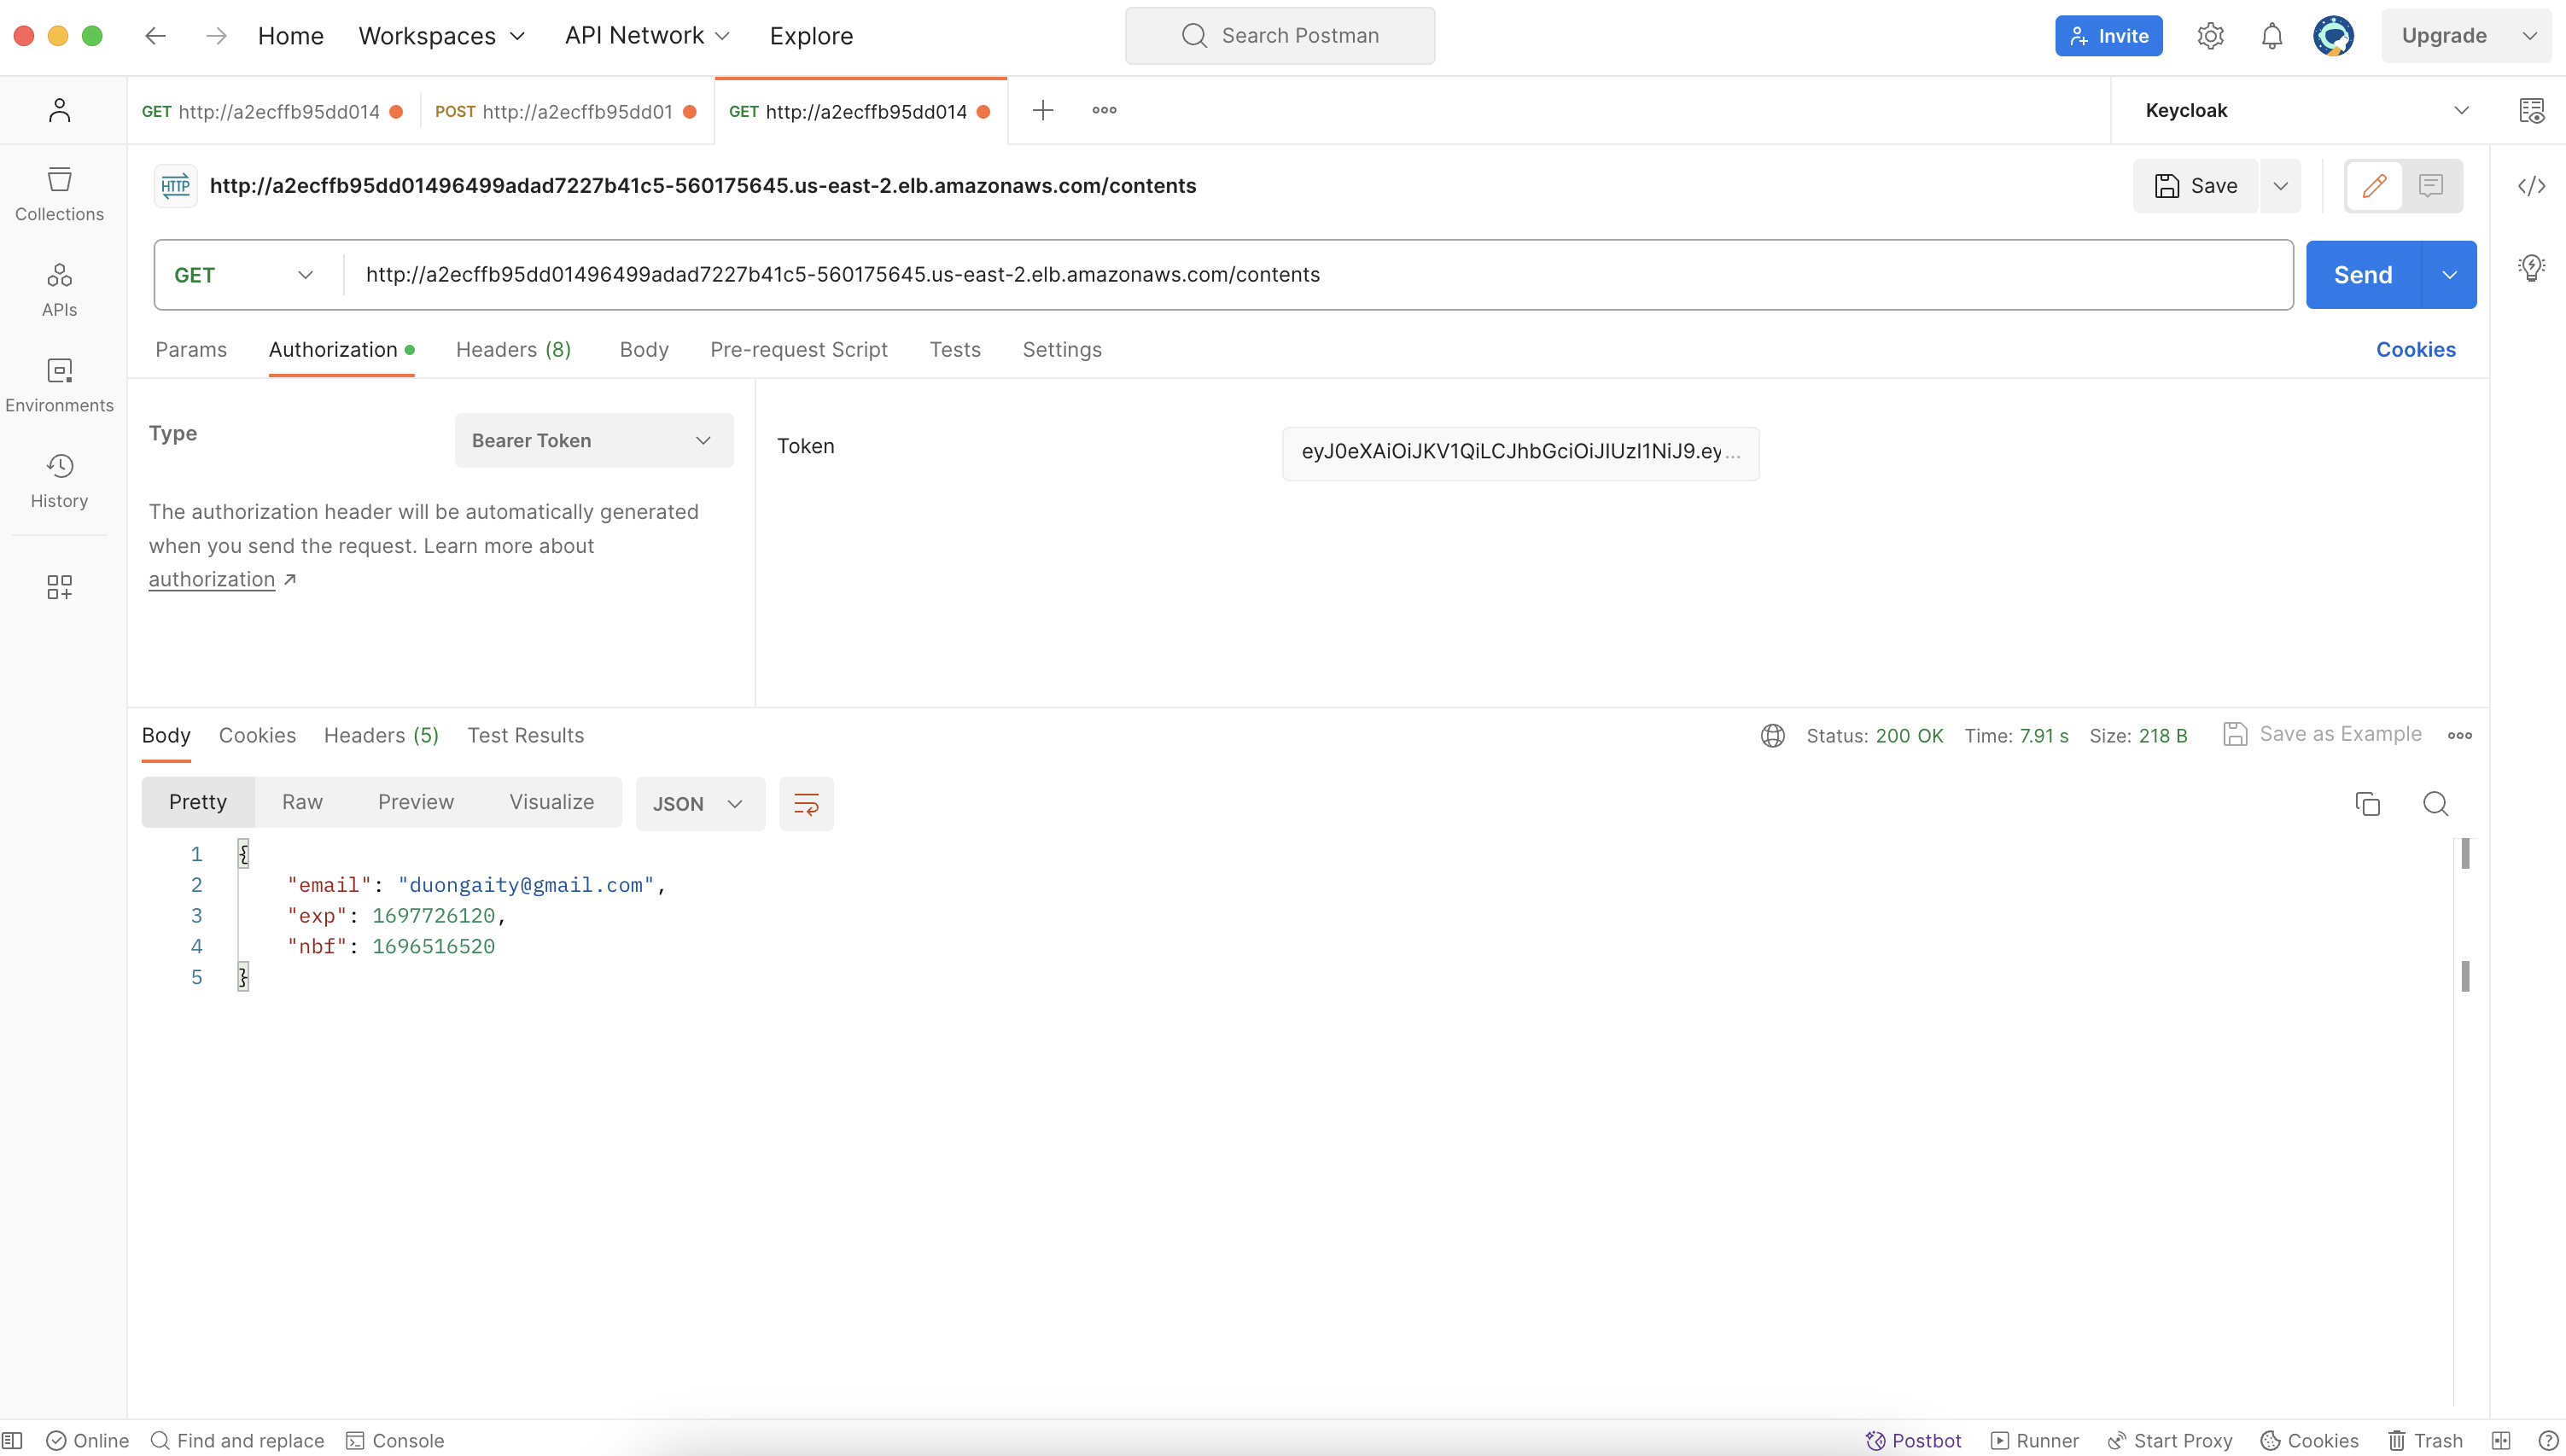 Home Workspaces API Network Explore Search Postman Invite Upgrade
GET http://a2ecffb95dd014 POST http://a2ecffb95dd01 GET http://a2ecffb95dd014 Keycloak
HTTP http://a2ecffb95dd01496499adad7227b41c5-560175645.us-east-2.elb.amazonaws.com/contents Save
Collections
GET http://a2ecffb95dd01496499adad7227b41c5-560175645.us-east-2.elb.amazonaws.com/contents Send
APIs
Params Authorization Headers (8) Body Pre-request Script Tests Settings Cookies
Environments
Type Bearer Token Token eyJ0eXAiOiJKV1QiLCJhbGciOiJIUzI1NiJ9.ey...
History
The authorization header will be automatically generated
when you send the request. Learn more about
authorization ↗
Body Cookies Headers (5) Test Results Status: 200 OK Time: 7.91 s Size: 218 B Save as Example
Pretty Raw Preview Visualize JSON
1 {
2 "email": "duongaity@gmail.com",
3 "exp": 1697726120,
4 "nbf": 1696516520
5 }
Online Find and replace Console Postbot Runner Start Proxy Cookies Trash